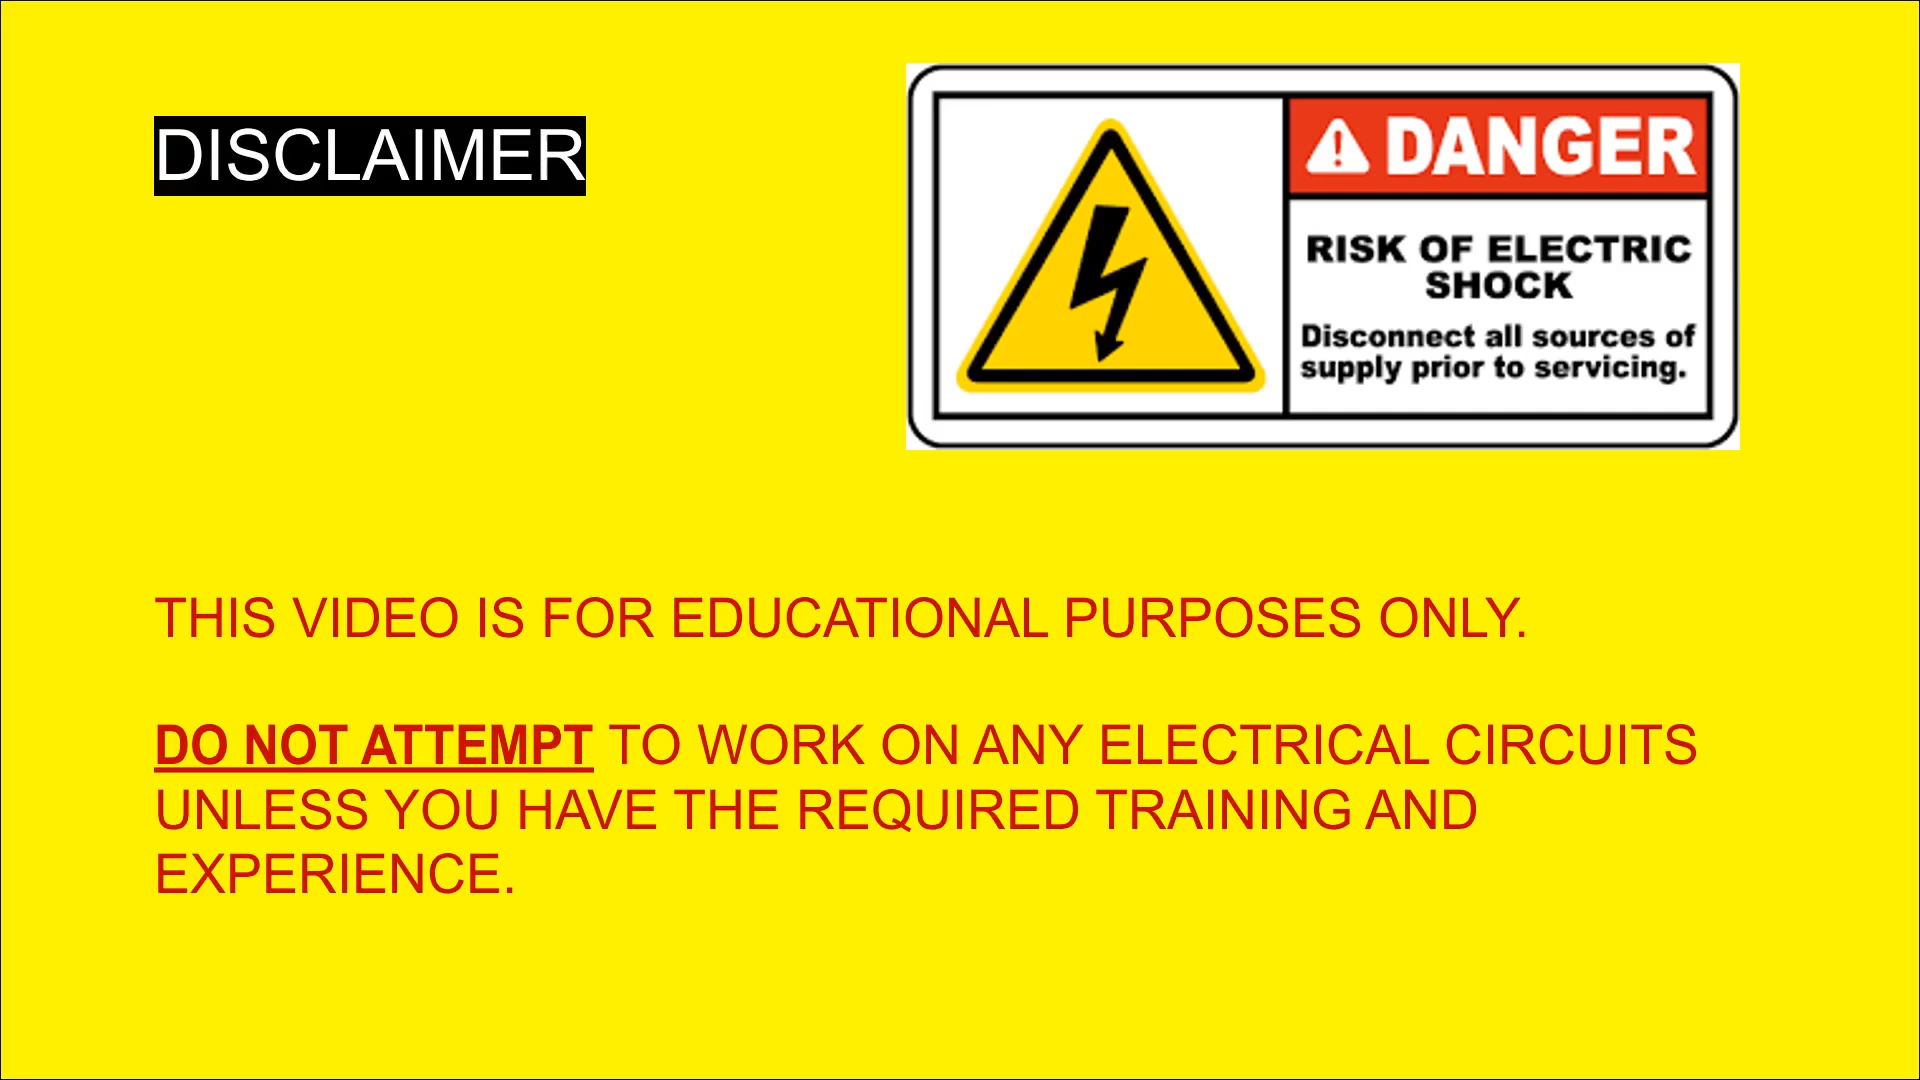 DISCLAIMER
DANGER
RISK OF ELECTRIC
SHOCK
Disconnect all sources of
supply prior to servicing.
THIS VIDEO IS FOR EDUCATIONAL PURPOSES ONLY.
DO NOT ATTEMPT TO WORK ON ANY ELECTRICAL CIRCUITS
UNLESS YOU HAVE THE REQUIRED TRAINING AND
EXPERIENCE.